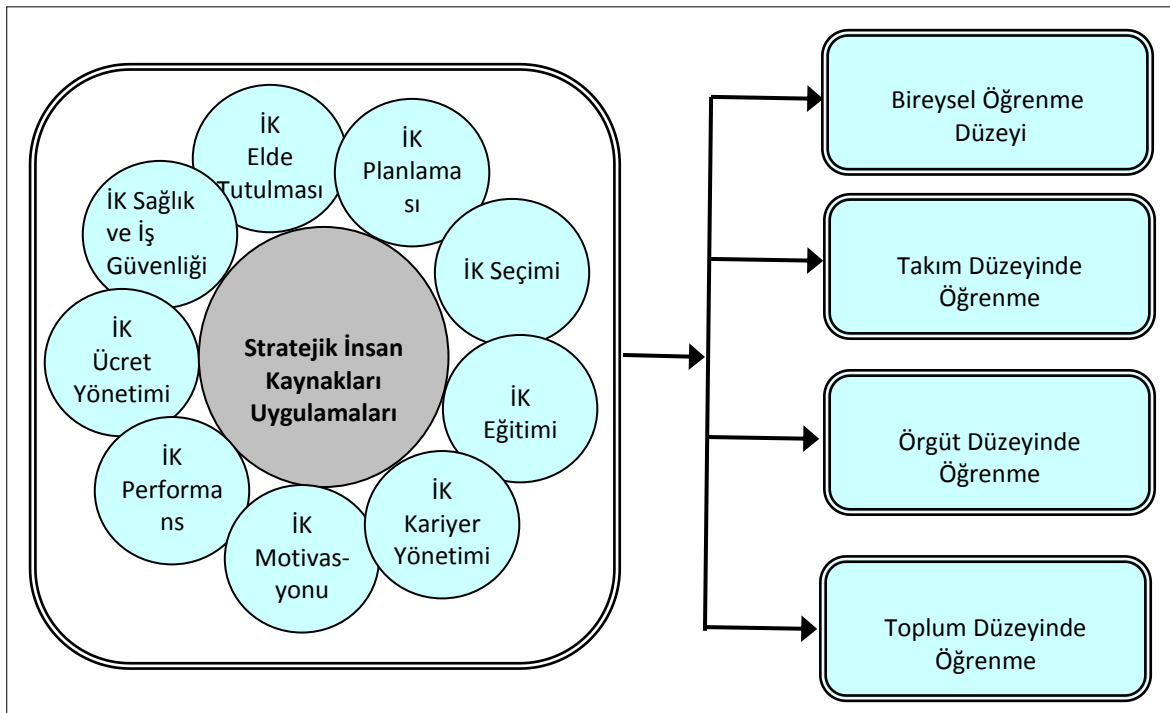 İK
Elde
Tutulması
İK
Planlama
sı
İK Seçimi
İK
Eğitimi
İK
Kariyer
Yönetimi
İK
Motivas-
yonu
İK
Performa
ns
İK
Ücret
Yönetimi
İK Sağlık
ve İş
Güvenliği
Stratejik İnsan
Kaynakları
Uygulamaları
Bireysel Öğrenme
Düzeyi
Takım Düzeyinde
Öğrenme
Örgüt Düzeyinde
Öğrenme
Toplum Düzeyinde
Öğrenme